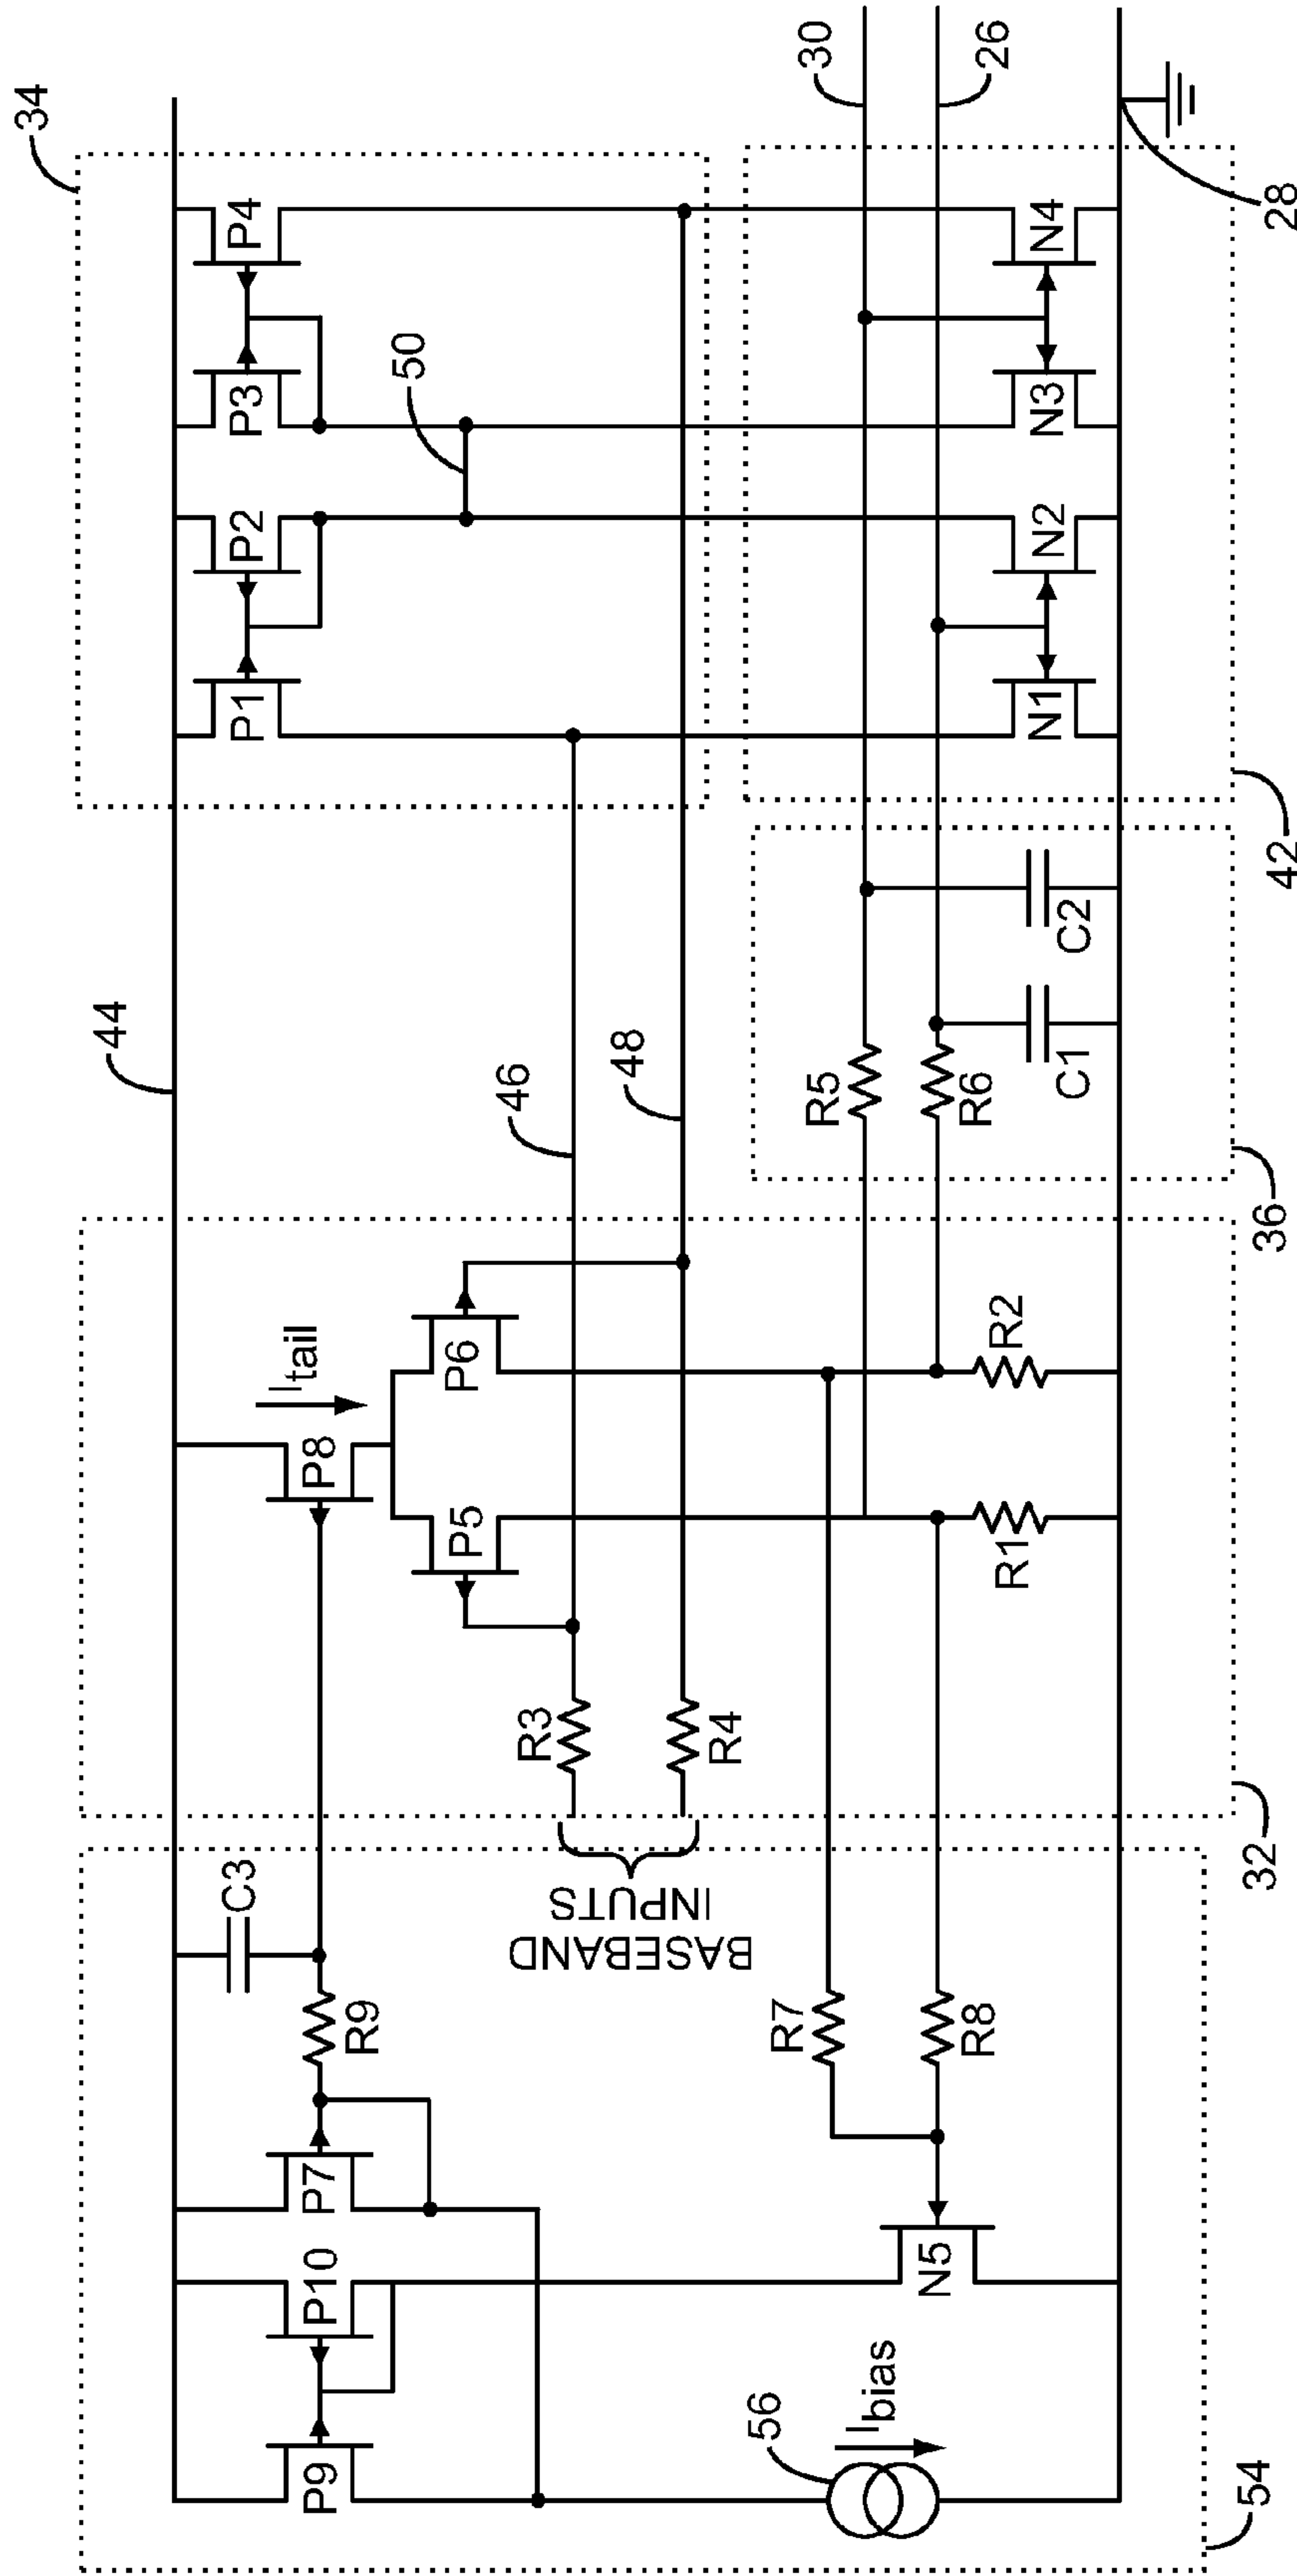 34
44
50
30
26
28
42
36
32
54
46
48
56
P1
P2
P3
P4
N1
N2
N3
N4
R5
R6
C1
C2
Itail
P8
P5
P6
R1
R2
R3
R4
BASEBAND
INPUTS
C3
R9
P7
P10
P9
R7
R8
N5
Ibias